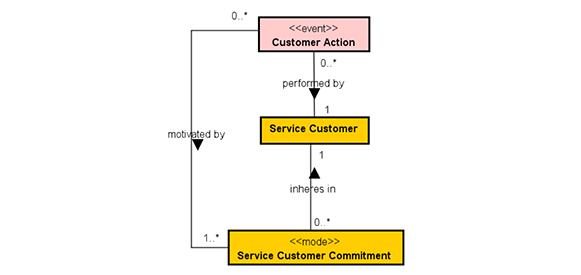 0..*
<<event>>
Customer Action
0..*
performed by
1
Service Customer
motivated by
1
inheres in
0..*
1..*
<<mode>>
Service Customer Commitment